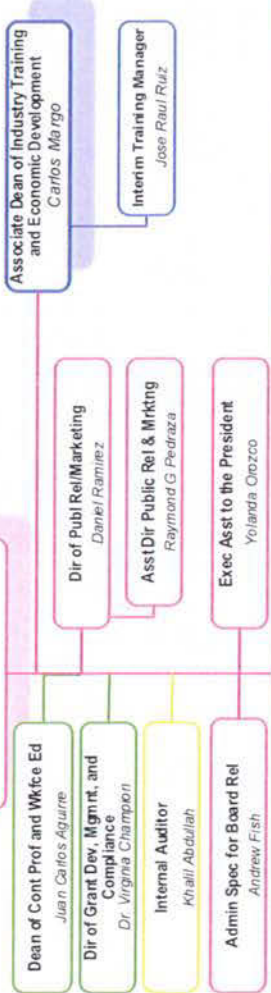 Associate Dean of Industry Training
and Economic Development
Carlos Margo
Interim Training Manager
Jose Raul Ruiz
Dir of Publ Rel/Marketing
Daniel Ramirez
Asst Dir Public Rel & Mrktng
Raymond G Pedraza
Exec Asst to the President
Yolanda Orozco
Dean of Cont Prof and Wkfce Ed
Juan Carlos Aguirre
Dir of Grant Dev, Mgmnt, and
Compliance
Dr. Virginia Champion
Internal Auditor
Khalil Abdullah
Admin Spec for Board Rel
Andrew Fish